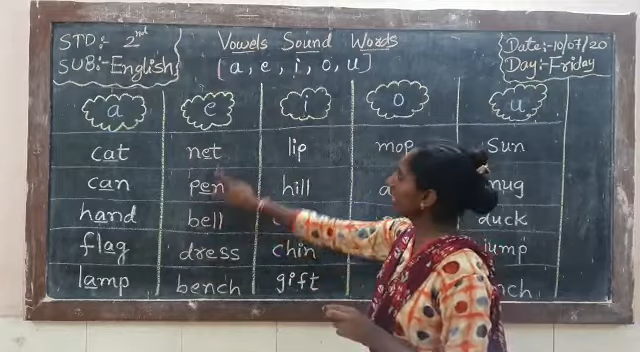 STD:- 2nd
Vowels Sound Words
Date:-10/07/20
SUB:-English
[a, e, i, o, u]
Day:-Friday
a e i o u
cat net lip mop Sun
can pen hill mug
hand bell duck
flag dress chin jump
lamp bench gift